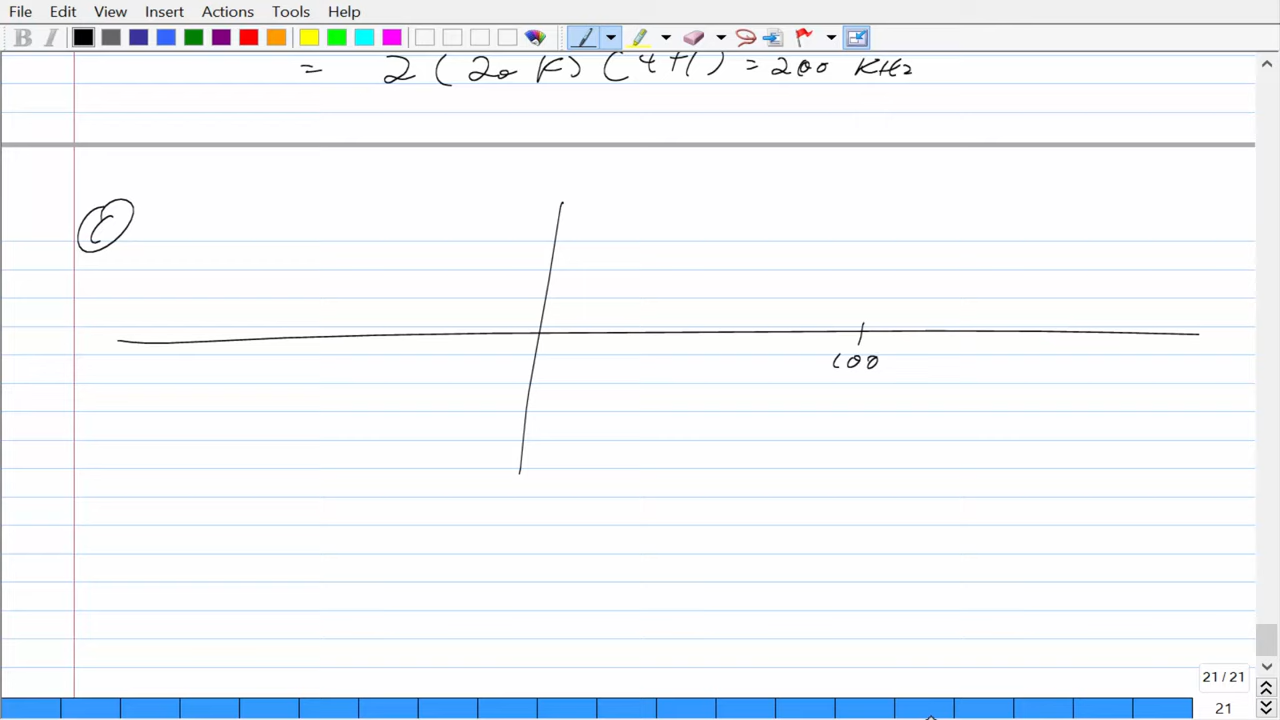 File Edit View Insert Actions Tools Help
B I
= 2 (20 K) (4+1) = 200 KHz
C
100
21 / 21
21